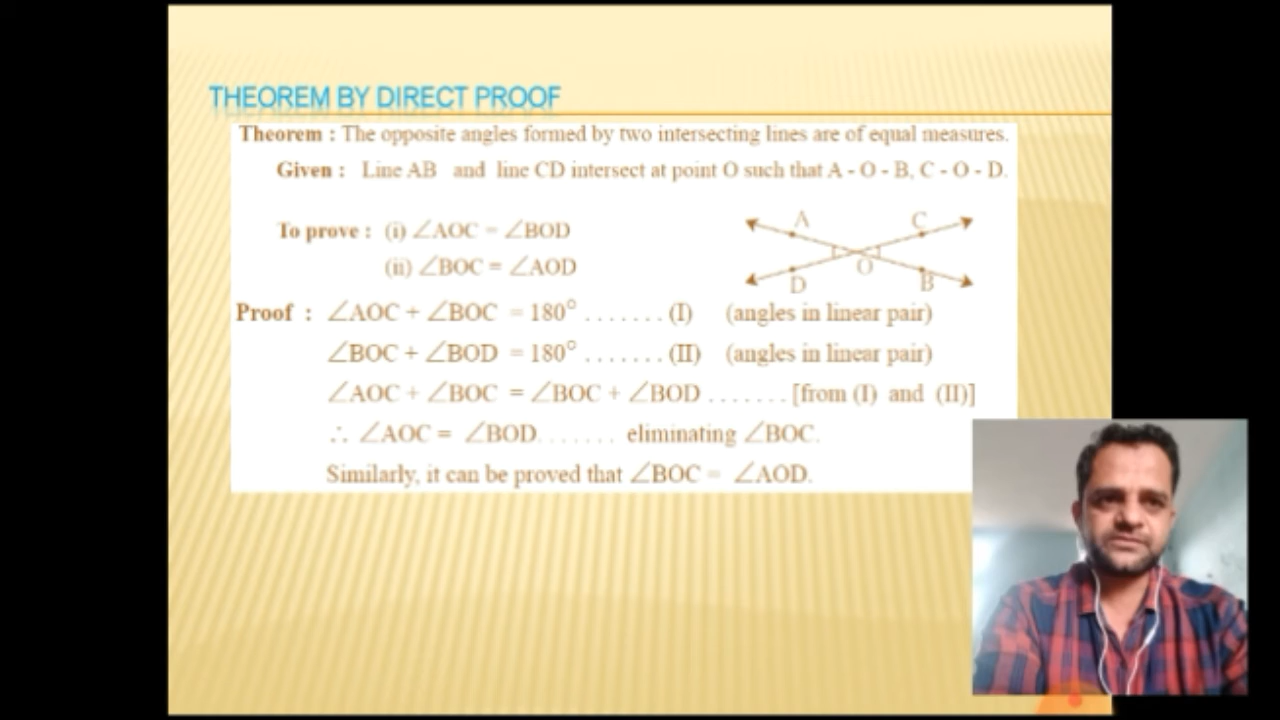 THEOREM BY DIRECT PROOF
Theorem : The opposite angles formed by two intersecting lines are of equal measures.
Given : Line AB and line CD intersect at point O such that A - O - B, C - O - D.
To prove : (i) ∠AOC = ∠BOD
(ii) ∠BOC = ∠AOD
A C
O
D B
Proof : ∠AOC + ∠BOC = 180° ....... (I) (angles in linear pair)
∠BOC + ∠BOD = 180° ....... (II) (angles in linear pair)
∠AOC + ∠BOC = ∠BOC + ∠BOD ....... [from (I) and (II)]
∴ ∠AOC = ∠BOD....... eliminating ∠BOC.
Similarly, it can be proved that ∠BOC = ∠AOD.